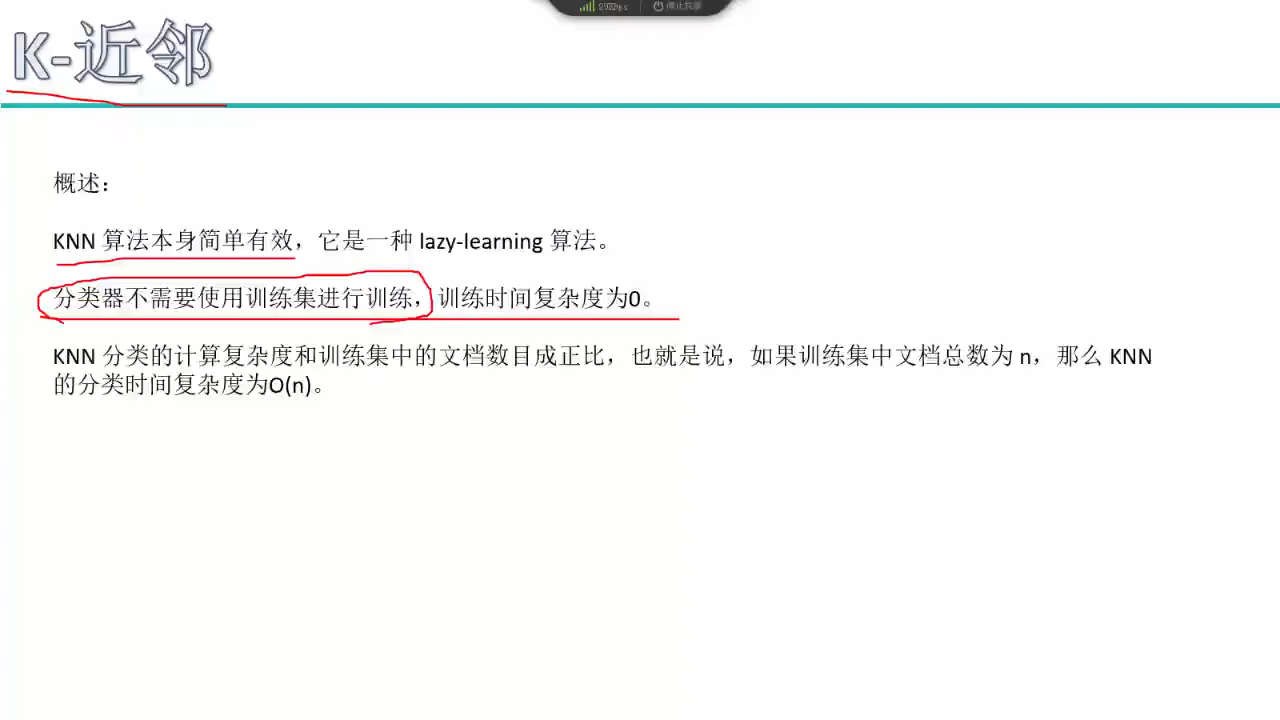 K-近邻
概述：
KNN 算法本身简单有效，它是一种 lazy-learning 算法。
分类器不需要使用训练集进行训练，训练时间复杂度为0。
KNN 分类的计算复杂度和训练集中的文档数目成正比，也就是说，如果训练集中文档总数为 n，那么 KNN
的分类时间复杂度为O(n)。